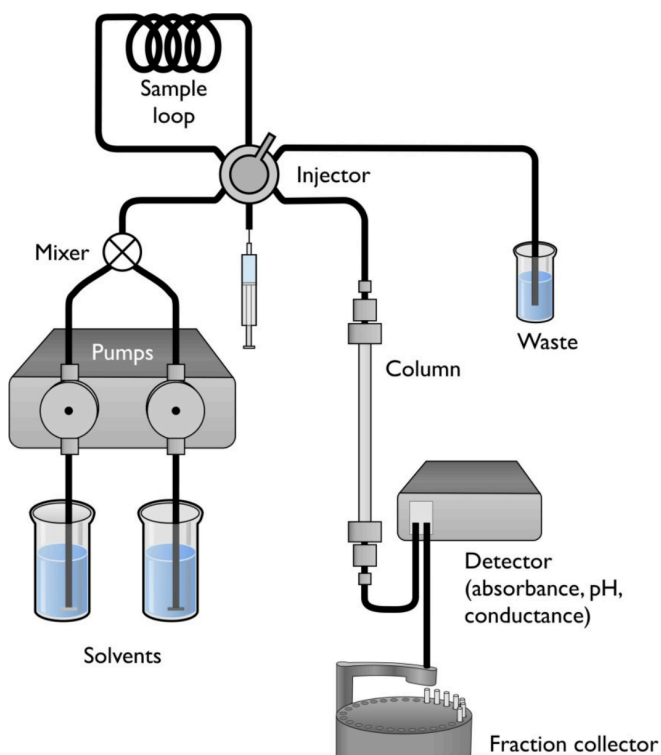 Sample
loop
Injector
Mixer
Waste
Pumps
Column
Detector
(absorbance, pH,
conductance)
Solvents
Fraction collector